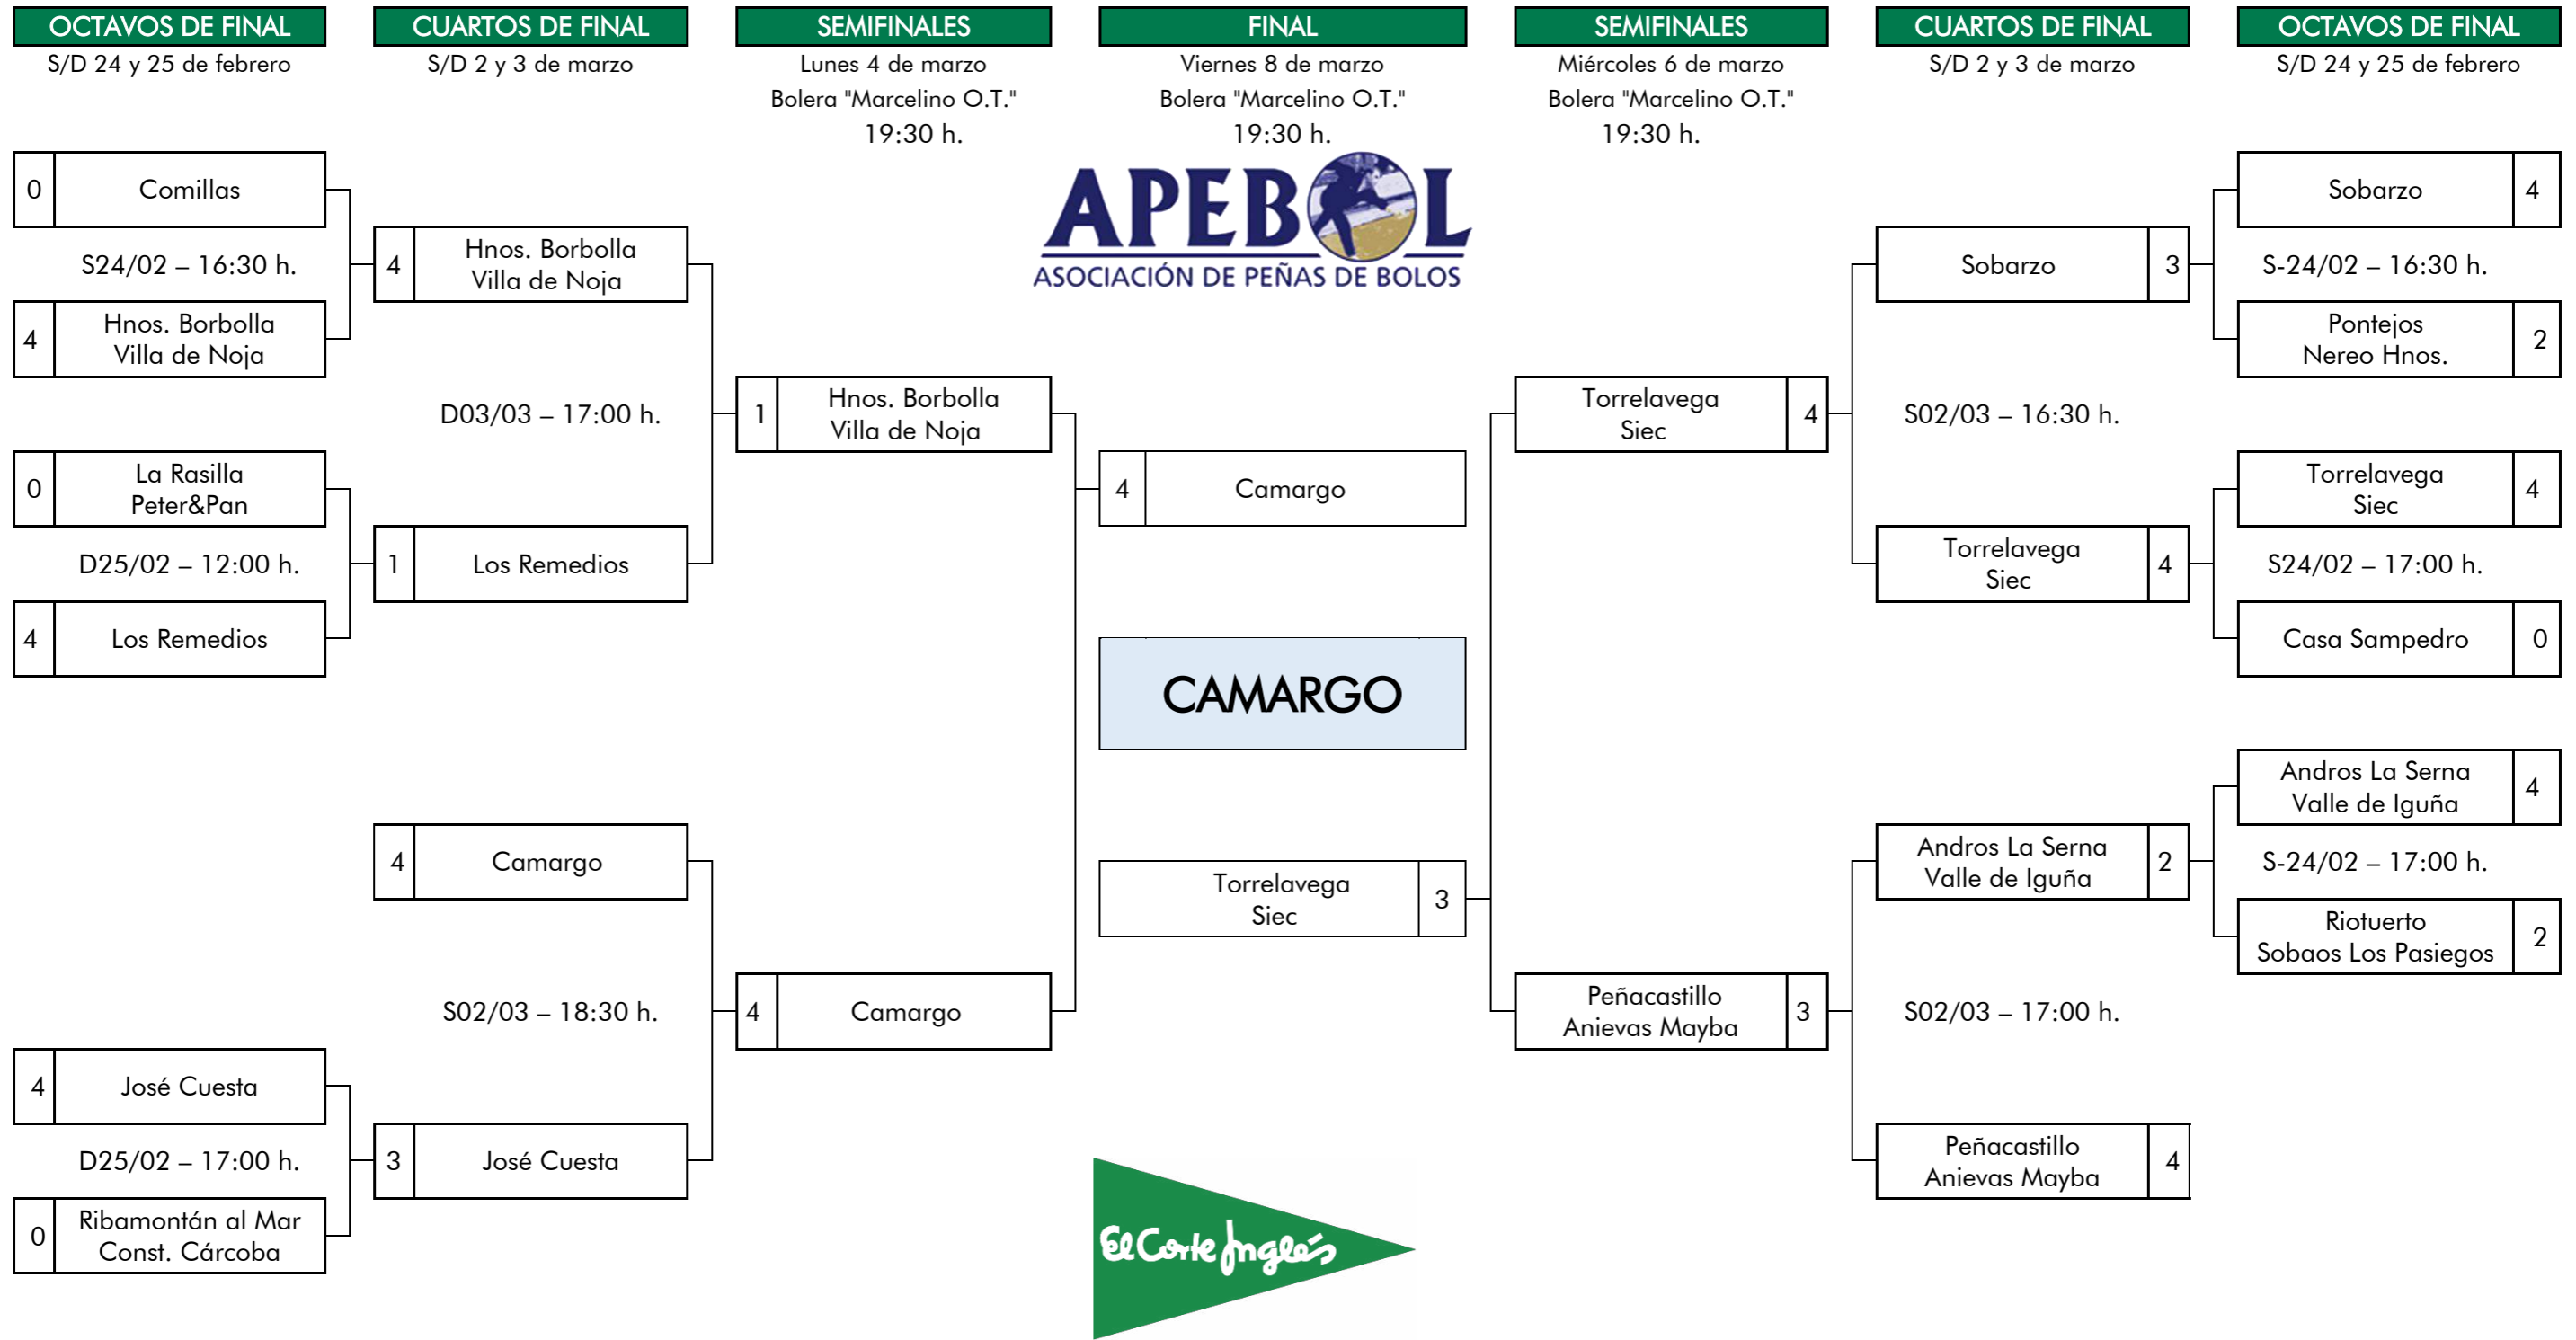 OCTAVOS DE FINAL
S/D 24 y 25 de febrero
CUARTOS DE FINAL
S/D 2 y 3 de marzo
SEMIFINALES
Lunes 4 de marzo
Bolera "Marcelino O.T."
19:30 h.
FINAL
Viernes 8 de marzo
Bolera "Marcelino O.T."
19:30 h.
SEMIFINALES
Miércoles 6 de marzo
Bolera "Marcelino O.T."
19:30 h.
CUARTOS DE FINAL
S/D 2 y 3 de marzo
OCTAVOS DE FINAL
S/D 24 y 25 de febrero
APEBOL
ASOCIACIÓN DE PEÑAS DE BOLOS
0 Comillas
S24/02 – 16:30 h.
4 Hnos. Borbolla
Villa de Noja
0 La Rasilla
Peter&Pan
D25/02 – 12:00 h.
4 Los Remedios
4 José Cuesta
D25/02 – 17:00 h.
0 Ribamontán al Mar
Const. Cárcoba
4 Hnos. Borbolla
Villa de Noja
D03/03 – 17:00 h.
1 Los Remedios
4 Camargo
S02/03 – 18:30 h.
3 José Cuesta
1 Hnos. Borbolla
Villa de Noja
4 Camargo
4 Camargo
CAMARGO
Torrelavega
Siec 3
Torrelavega
Siec 4
Peñacastillo
Anievas Mayba 3
Sobarzo 3
S02/03 – 16:30 h.
Torrelavega
Siec 4
Andros La Serna
Valle de Iguña 2
S02/03 – 17:00 h.
Peñacastillo
Anievas Mayba 4
Sobarzo 4
S-24/02 – 16:30 h.
Pontejos
Nereo Hnos. 2
Torrelavega
Siec 4
S24/02 – 17:00 h.
Casa Sampedro 0
Andros La Serna
Valle de Iguña 4
S-24/02 – 17:00 h.
Riotuerto
Sobaos Los Pasiegos 2
El Corte Inglés